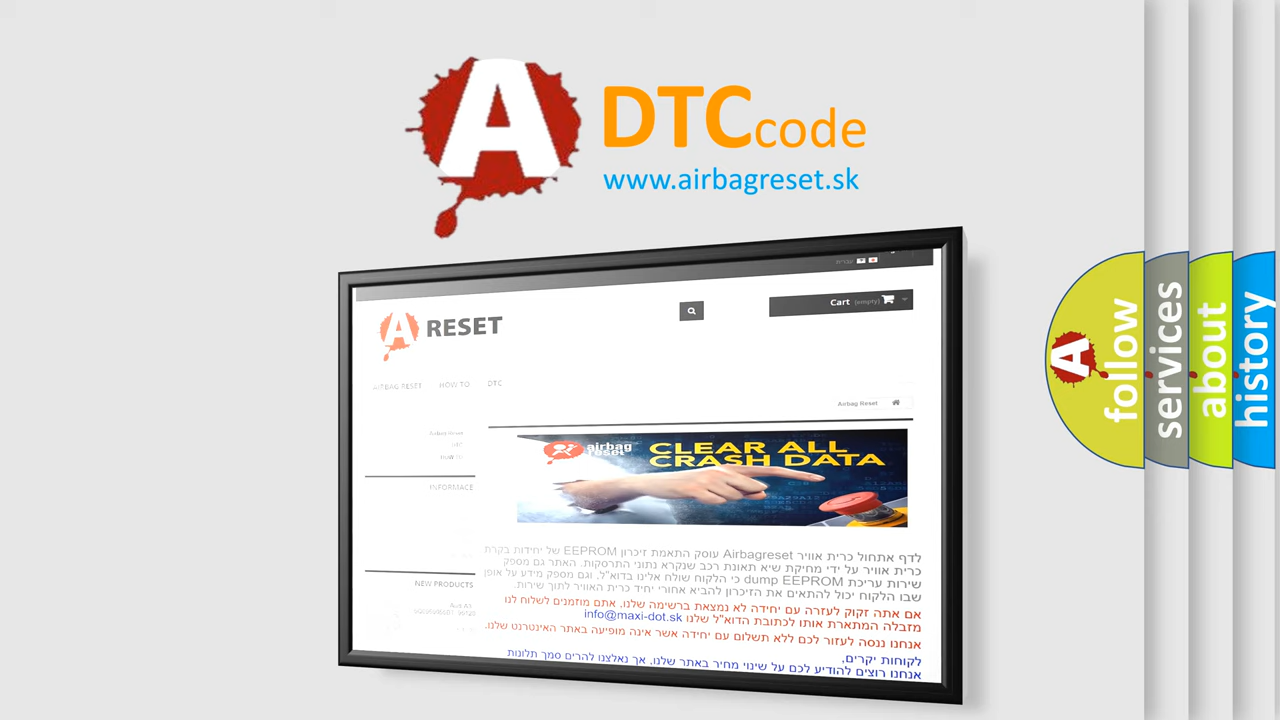 A
DTC code
www.airbagreset.sk
Cart (empty)
A RESET
AIRBAG RESET HOW TO DTC
Airbag Reset
airbag reset
CLEAR ALL
CRASH DATA
Airbag Reset
INFORMACE
NEW PRODUCTS
לדף אתחול כרית אוויר Airbagreset עוסק התאמת זיכרון EEPROM של יחידות בקרת
כרית אוויר על ידי מחיקת שיא תאונת רכב שנקרא נתוני התרסקות. האתר גם מספק
שירות עריכת dump EEPROM כי הלקוח שולח אלינו בדוא"ל, וגם מספק מידע על אופן
שבו הלקוח יכול להתאים את הזיכרון להביא אחורי יחיד כרית האוויר לתוך שירות.
אם אתה זקוק לעזרה עם יחידה לא נמצאת ברשימה שלנו, אתם מוזמנים לשלוח לנו
מזבלה המתארת אותו לכתובת הדוא"ל שלנו info@maxi-dot.sk
אנחנו ננסה לעזור לכם ללא תשלום עם יחידה אשר אינה מופיעה באתר האינטרנט שלנו.
לקוחות יקרים,
אנחנו רוצים להודיע לכם על שינוי מחיר באתר שלנו, אך נאלצנו להרים סמך תלונות
A
follow
services
about
history